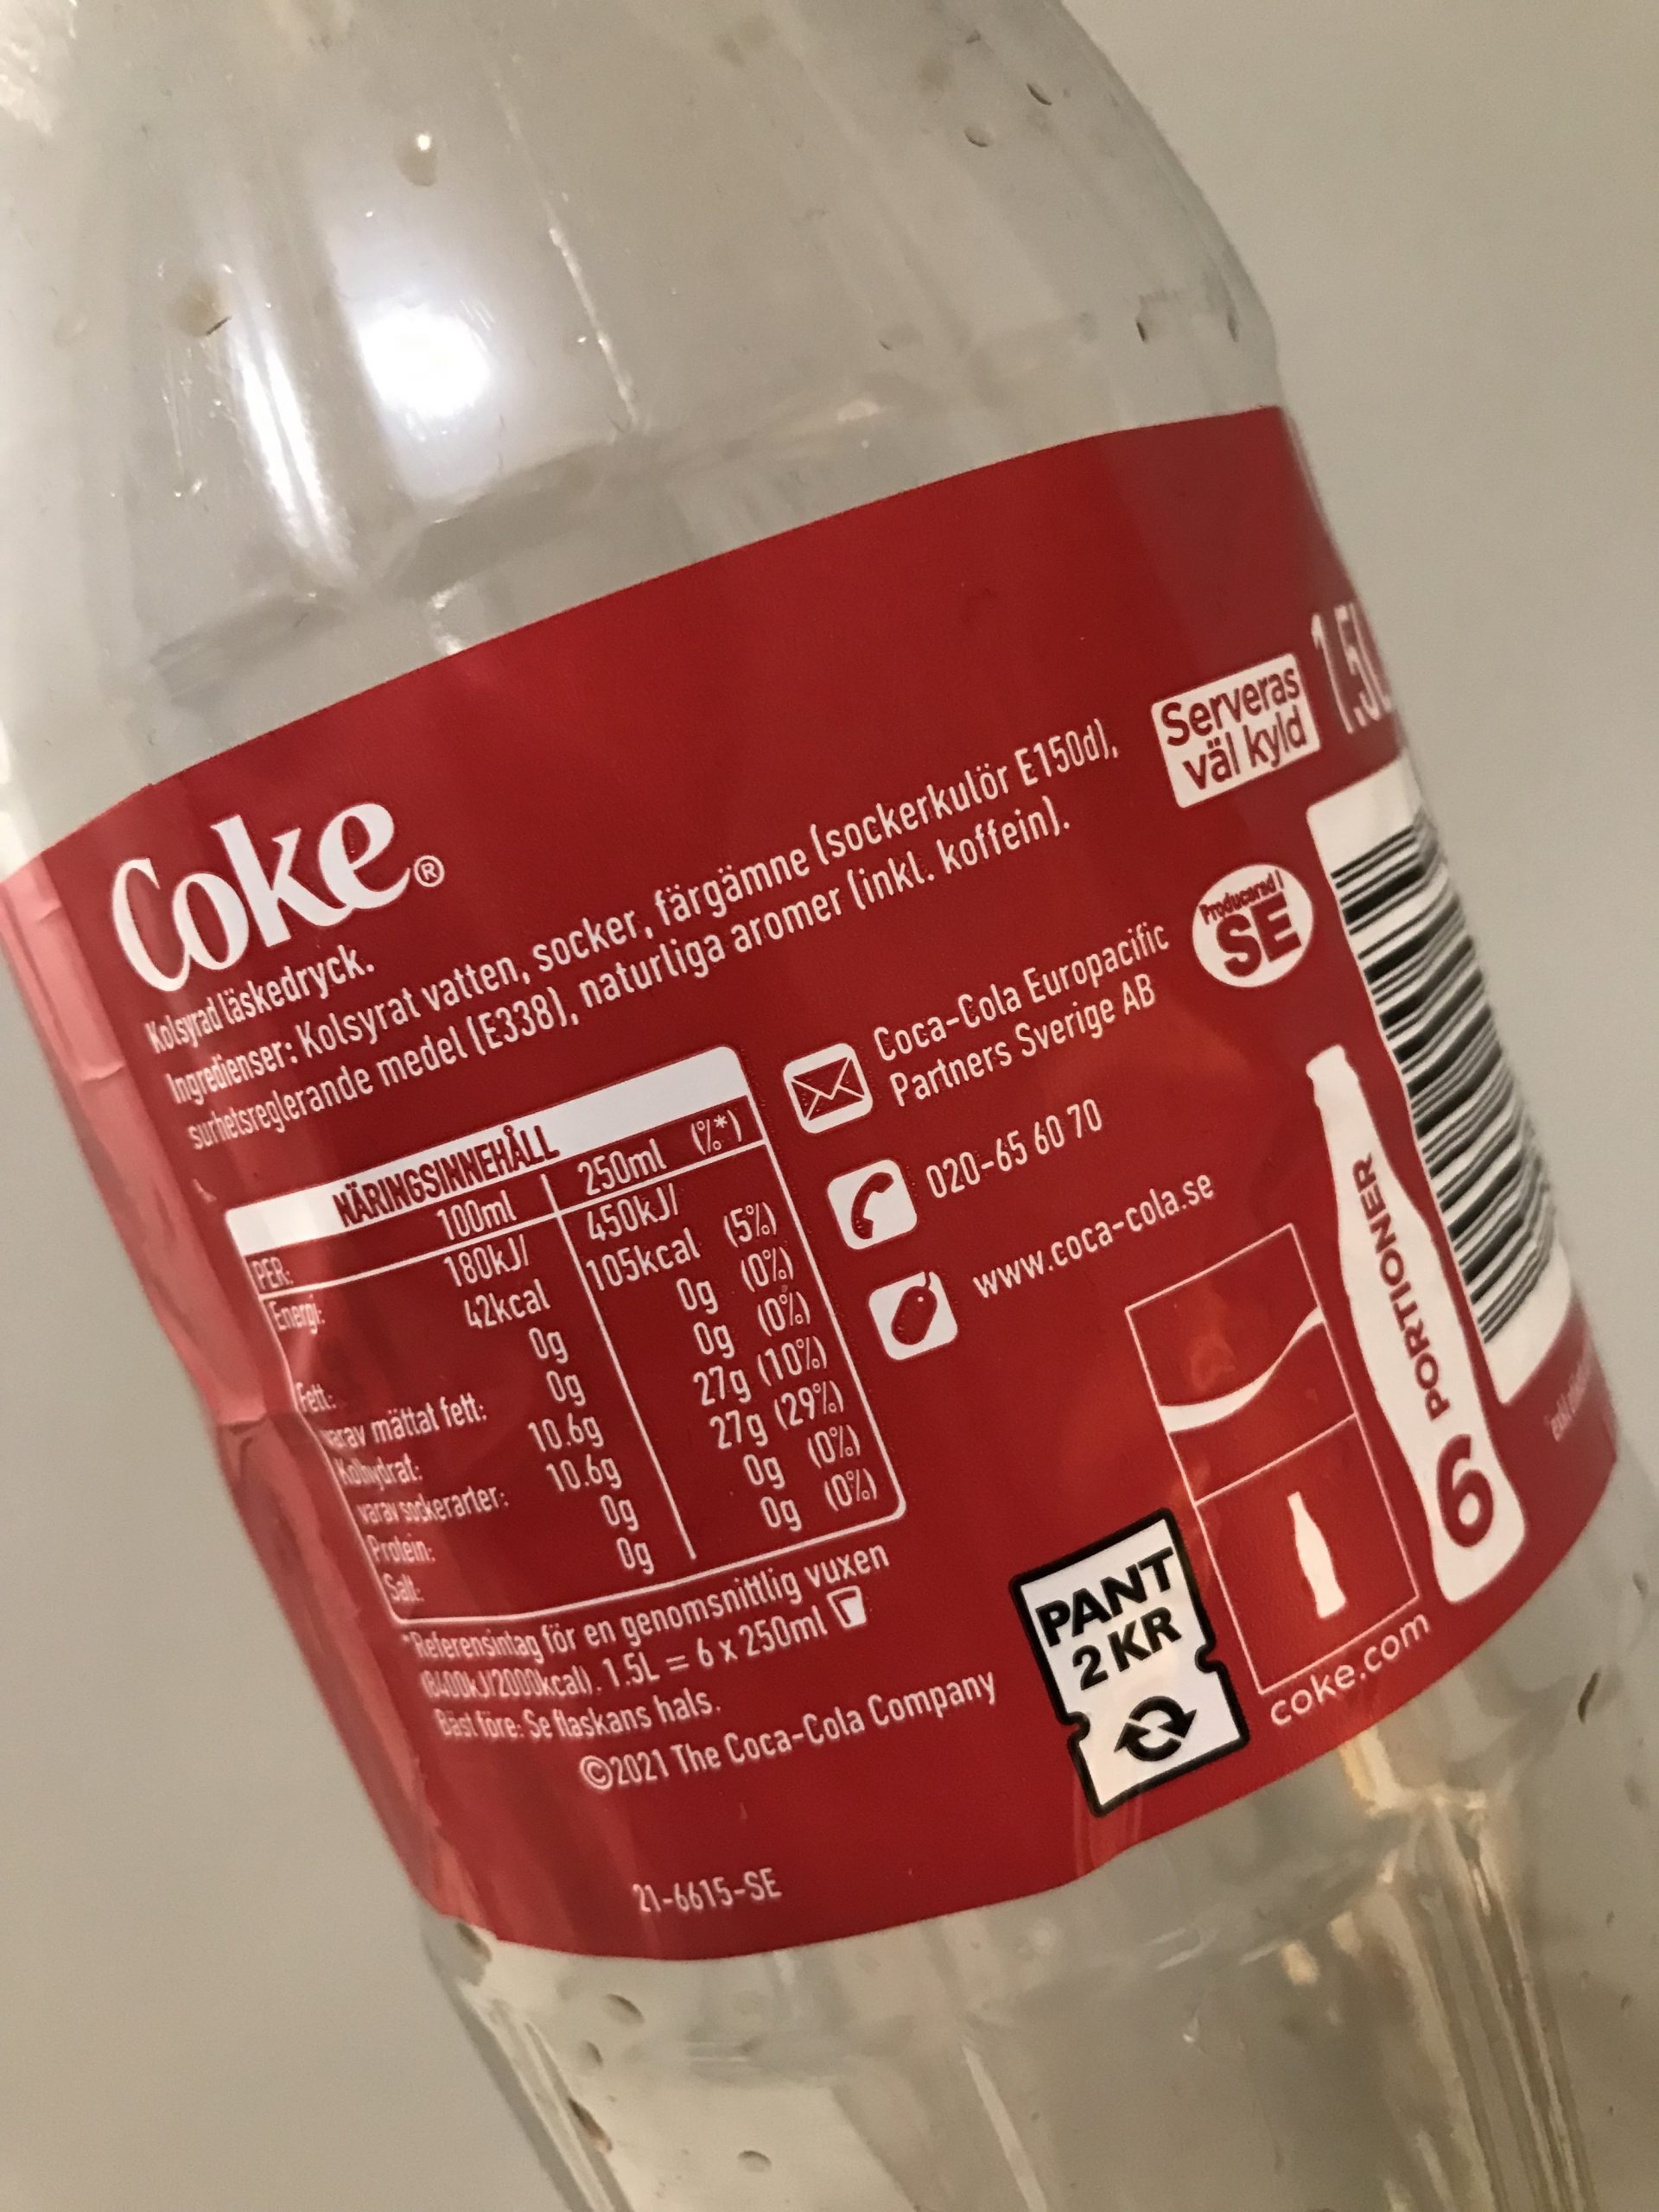 Coke®
Kolsyrad läskedryck.
Ingredienser: Kolsyrat vatten, socker, färgämne (sockerkulör E150d),
surhetsreglerande medel (E338), naturliga aromer (inkl. koffein).
Serveras
väl kyld
1.5L
NÄRINGSINNEHÅLL
PER: 100ml 250ml (%*)
Energi: 180kJ/ 450kJ/
42kcal 105kcal (5%)
Fett: 0g 0g (0%)
varav mättat fett: 0g 0g (0%)
Kolhydrat: 10.6g 27g (10%)
varav sockerarter: 10.6g 27g (29%)
Protein: 0g 0g (0%)
Salt: 0g 0g (0%)
*Referensintag för en genomsnittlig vuxen
(8400kJ/2000kcal). 1.5L = 6 x 250ml
Bäst före: Se flaskans hals.
©2021 The Coca-Cola Company
21-6615-SE
Coca-Cola Europacific
Partners Sverige AB
020-65 60 70
www.coca-cola.se
Producerad i
SE
6 PORTIONER
PANT
2 KR
coke.com